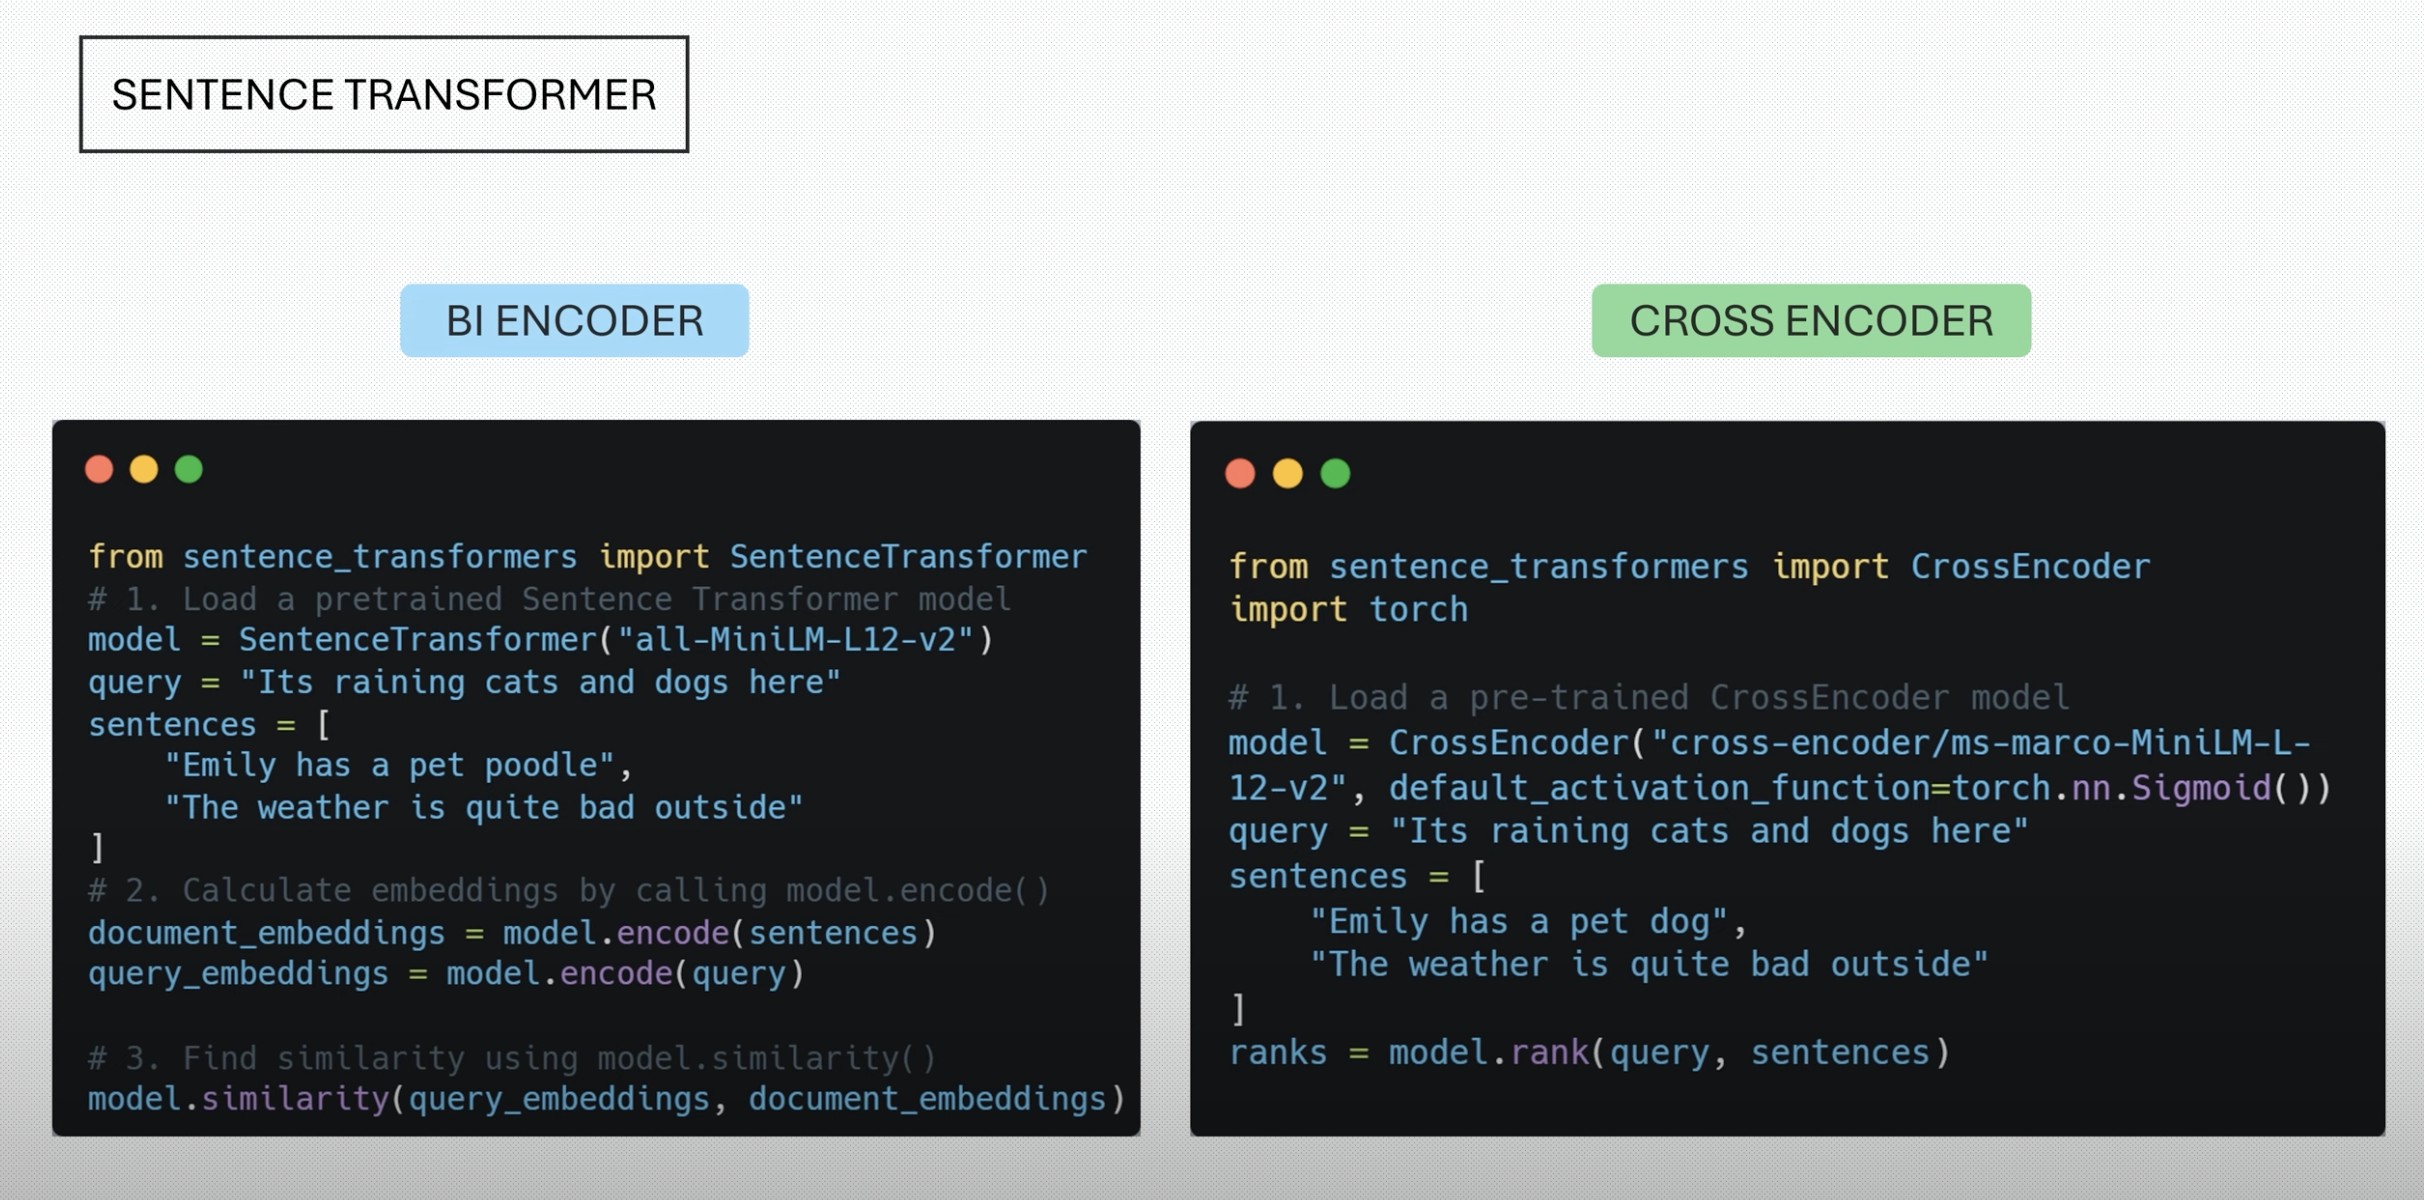 SENTENCE TRANSFORMER
BI ENCODER
from sentence_transformers import SentenceTransformer
# 1. Load a pretrained Sentence Transformer model
model = SentenceTransformer("all-MiniLM-L12-v2")
query = "Its raining cats and dogs here"
sentences = [
    "Emily has a pet poodle",
    "The weather is quite bad outside"
]
# 2. Calculate embeddings by calling model.encode()
document_embeddings = model.encode(sentences)
query_embeddings = model.encode(query)
# 3. Find similarity using model.similarity()
model.similarity(query_embeddings, document_embeddings)
CROSS ENCODER
from sentence_transformers import CrossEncoder
import torch
# 1. Load a pre-trained CrossEncoder model
model = CrossEncoder("cross-encoder/ms-marco-MiniLM-L-
12-v2", default_activation_function=torch.nn.Sigmoid())
query = "Its raining cats and dogs here"
sentences = [
    "Emily has a pet dog",
    "The weather is quite bad outside"
]
ranks = model.rank(query, sentences)